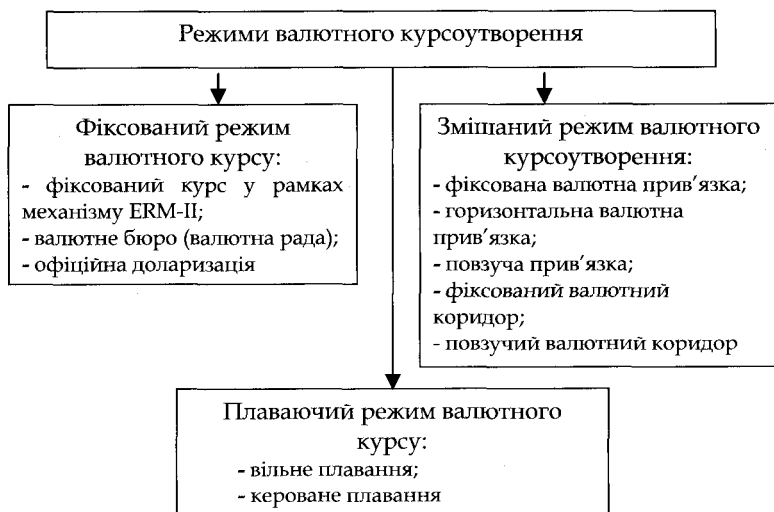 Режими валютного курсоутворення
Фіксований режим
валютного курсу:
- фіксований курс у рамках
механізму ERM-II;
- валютне бюро (валютна рада);
- офіційна доларизація
Змішаний режим валютного
курсоутворення:
- фіксована валютна прив’язка;
- горизонтальна валютна
прив’язка;
- повзуча прив’язка;
- фіксований валютний
коридор;
- повзучий валютний коридор
Плаваючий режим валютного
курсу:
- вільне плавання;
- кероване плавання